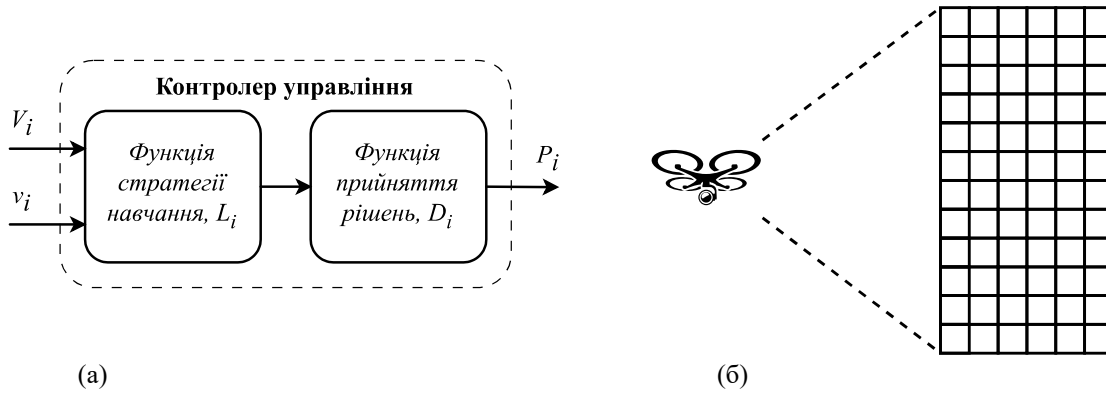 Контролер управління
V_i
v_i
Функція
стратегії
навчання, L_i
Функція
прийняття
рішень, D_i
P_i
(а)
(б)